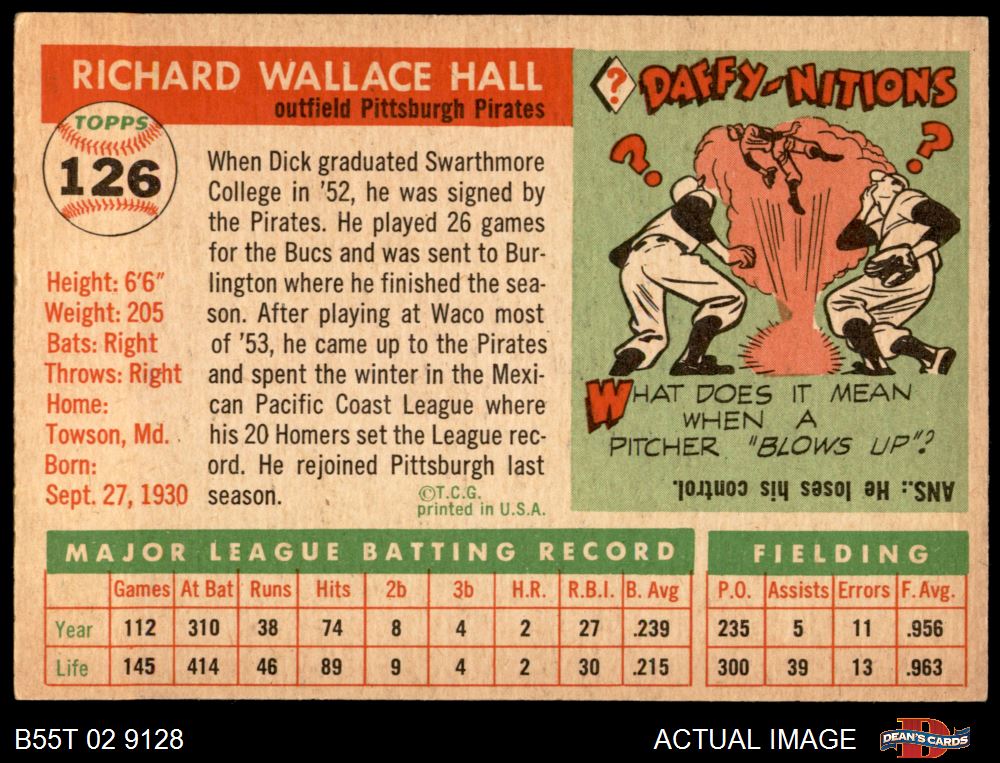 RICHARD WALLACE HALL
outfield Pittsburgh Pirates
TOPPS
126
Height: 6'6"
Weight: 205
Bats: Right
Throws: Right
Home:
Towson, Md.
Born:
Sept. 27, 1930
When Dick graduated Swarthmore
College in '52, he was signed by
the Pirates. He played 26 games
for the Bucs and was sent to Bur-
lington where he finished the sea-
son. After playing at Waco most
of '53, he came up to the Pirates
and spent the winter in the Mexi-
can Pacific Coast League where
his 20 Homers set the League rec-
ord. He rejoined Pittsburgh last
season.
©T.C.G.
printed in U.S.A.
? DAFFY-NITIONS
? ?
WHAT DOES IT MEAN
WHEN A
PITCHER "BLOWS UP"?
ANS.: He loses his control.
MAJOR LEAGUE BATTING RECORD
Games At Bat Runs Hits 2b 3b H.R. R.B.I. B. Avg
Year 112 310 38 74 8 4 2 27 .239
Life 145 414 46 89 9 4 2 30 .215
FIELDING
P.O. Assists Errors F. Avg.
235 5 11 .956
300 39 13 .963
B55T 02 9128
ACTUAL IMAGE
D
DEAN'S CARDS